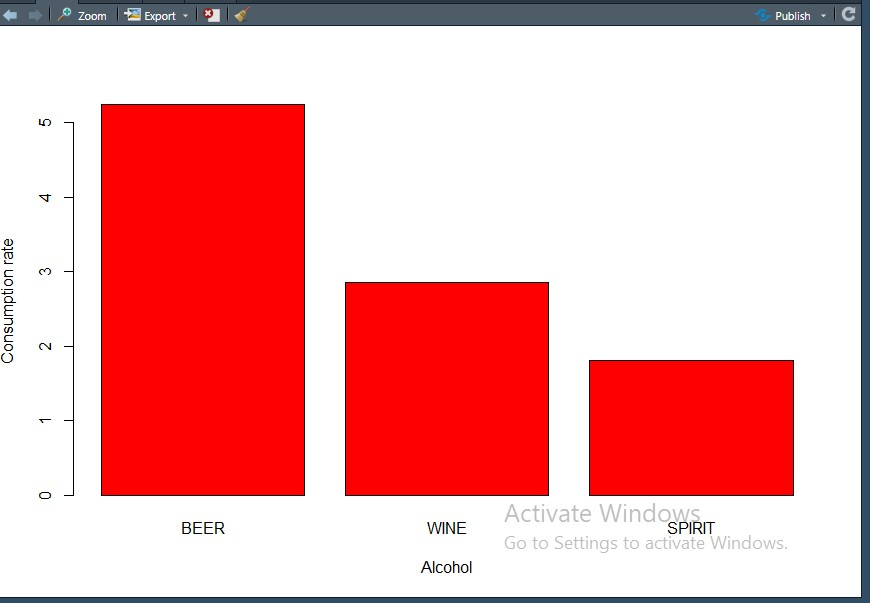 Zoom
Export
Publish
Consumption rate
5
4
3
2
1
0
BEER
WINE
SPIRIT
Alcohol
Activate Windows
Go to Settings to activate Windows.